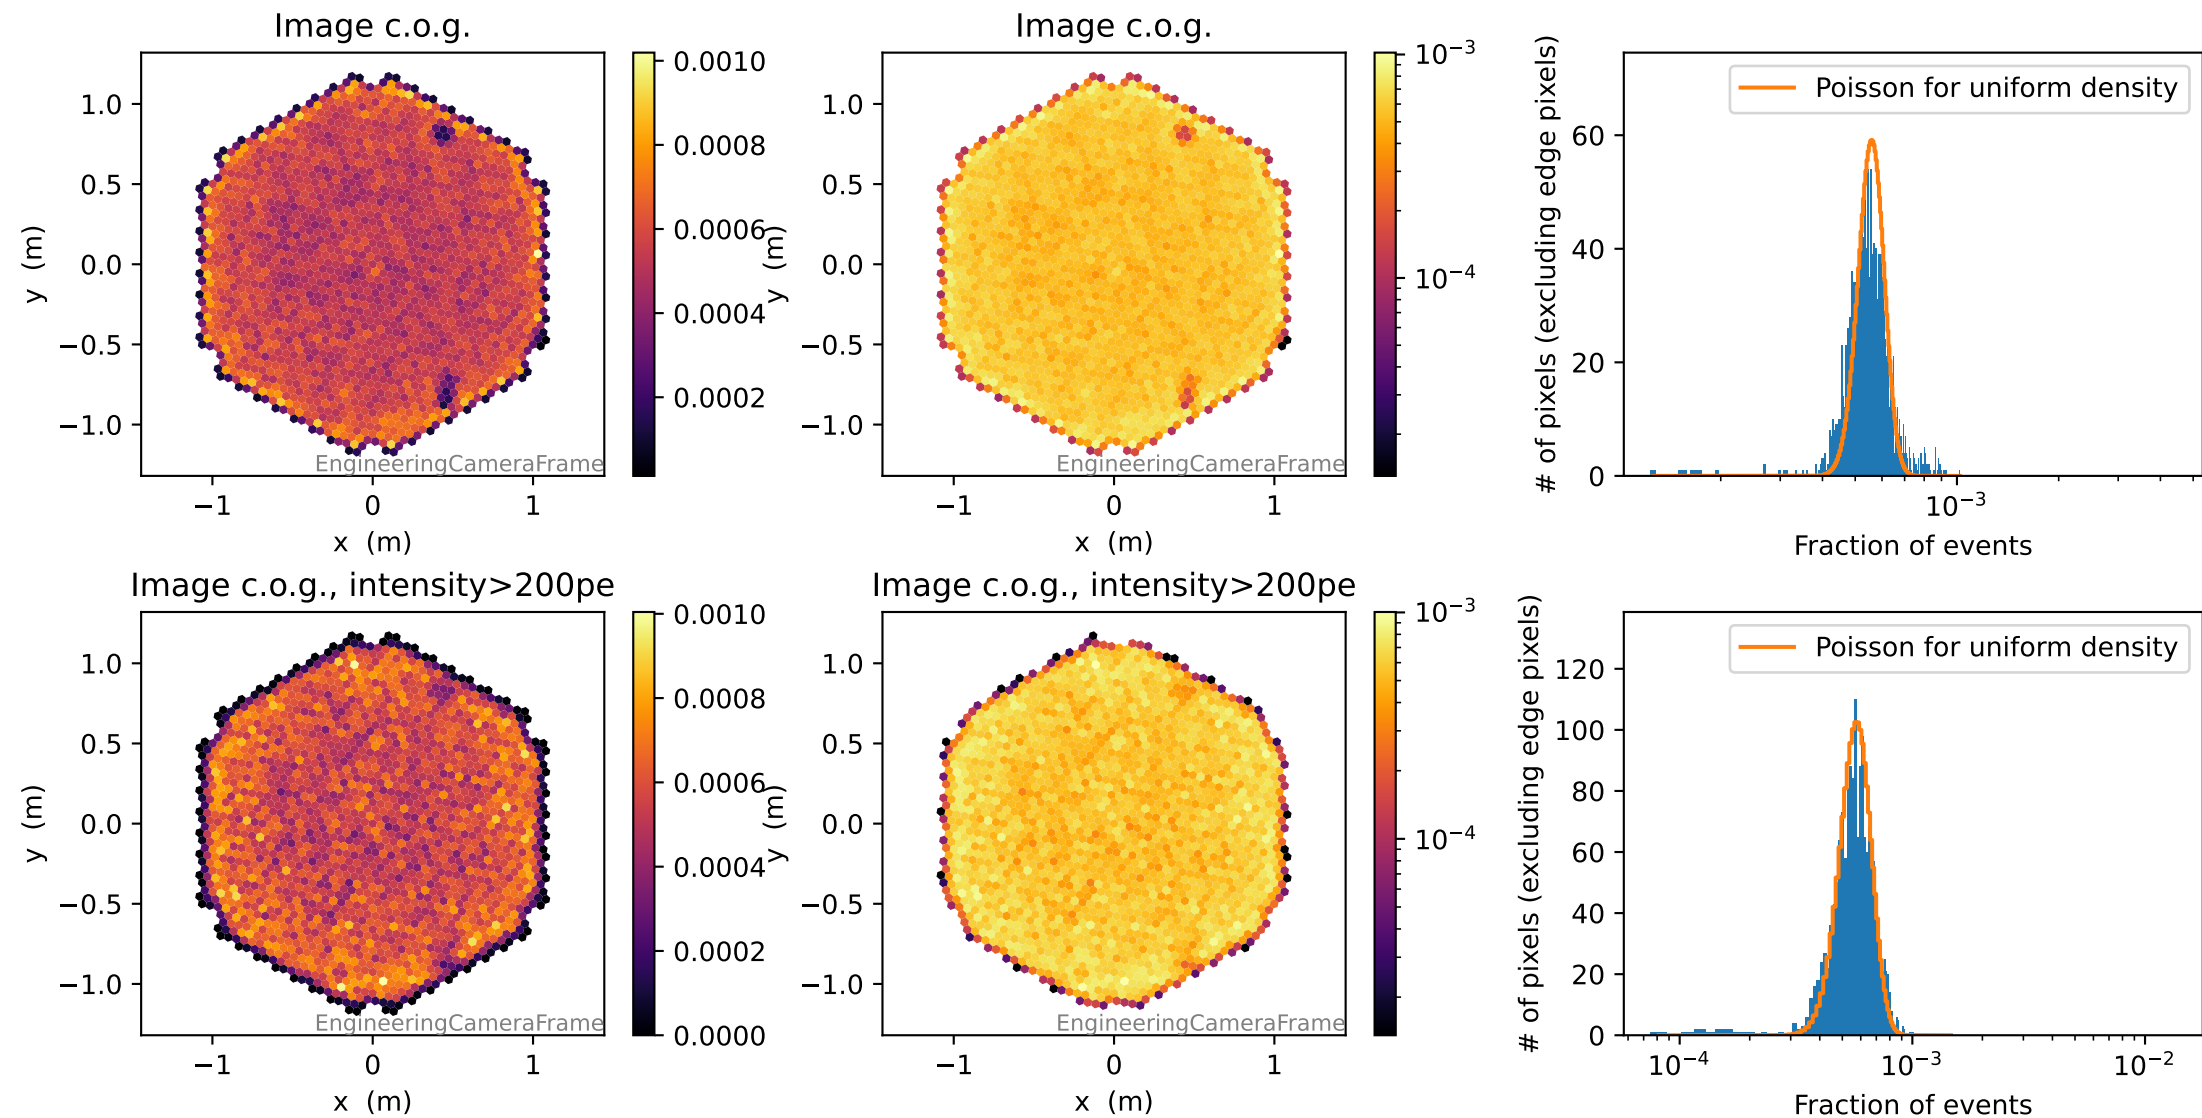 Image c.o.g.
1.0
0.5
0.0
−0.5
−1.0
y (m)
−1
0
1
x (m)
EngineeringCameraFrame
0.0010
0.0008
0.0006
0.0004
0.0002
Image c.o.g.
1.0
0.5
0.0
−0.5
−1.0
y (m)
−1
0
1
x (m)
EngineeringCameraFrame
10⁻³
10⁻⁴
# of pixels (excluding edge pixels)
60
40
20
0
Poisson for uniform density
10⁻³
Fraction of events
Image c.o.g., intensity>200pe
1.0
0.5
0.0
−0.5
−1.0
y (m)
−1
0
1
x (m)
EngineeringCameraFrame
0.0010
0.0008
0.0006
0.0004
0.0002
0.0000
Image c.o.g., intensity>200pe
1.0
0.5
0.0
−0.5
−1.0
y (m)
−1
0
1
x (m)
EngineeringCameraFrame
10⁻³
10⁻⁴
# of pixels (excluding edge pixels)
120
100
80
60
40
20
0
Poisson for uniform density
10⁻⁴
10⁻³
10⁻²
Fraction of events